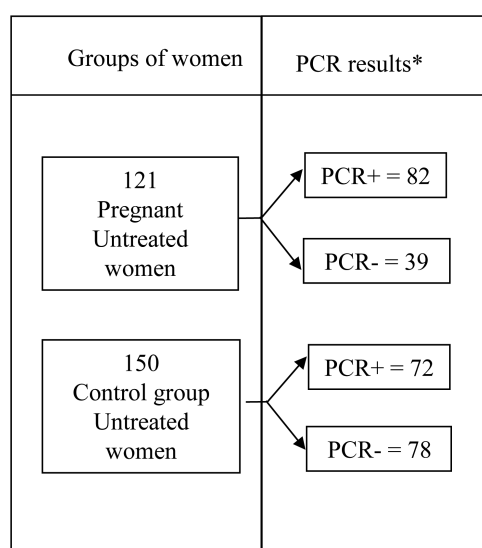 Groups of women
PCR results*
121
Pregnant
Untreated
women
PCR+ = 82
PCR- = 39
150
Control group
Untreated
women
PCR+ = 72
PCR- = 78